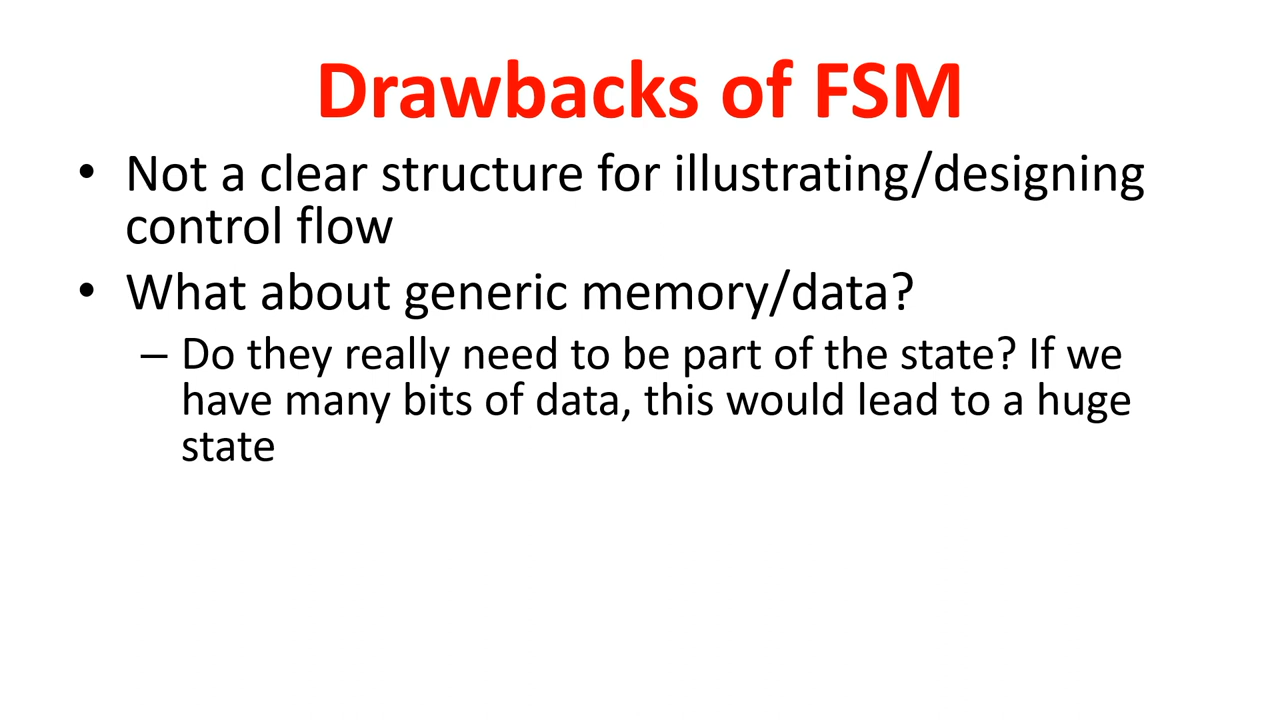 Drawbacks of FSM
• Not a clear structure for illustrating/designing
control flow
• What about generic memory/data?
– Do they really need to be part of the state? If we
have many bits of data, this would lead to a huge
state